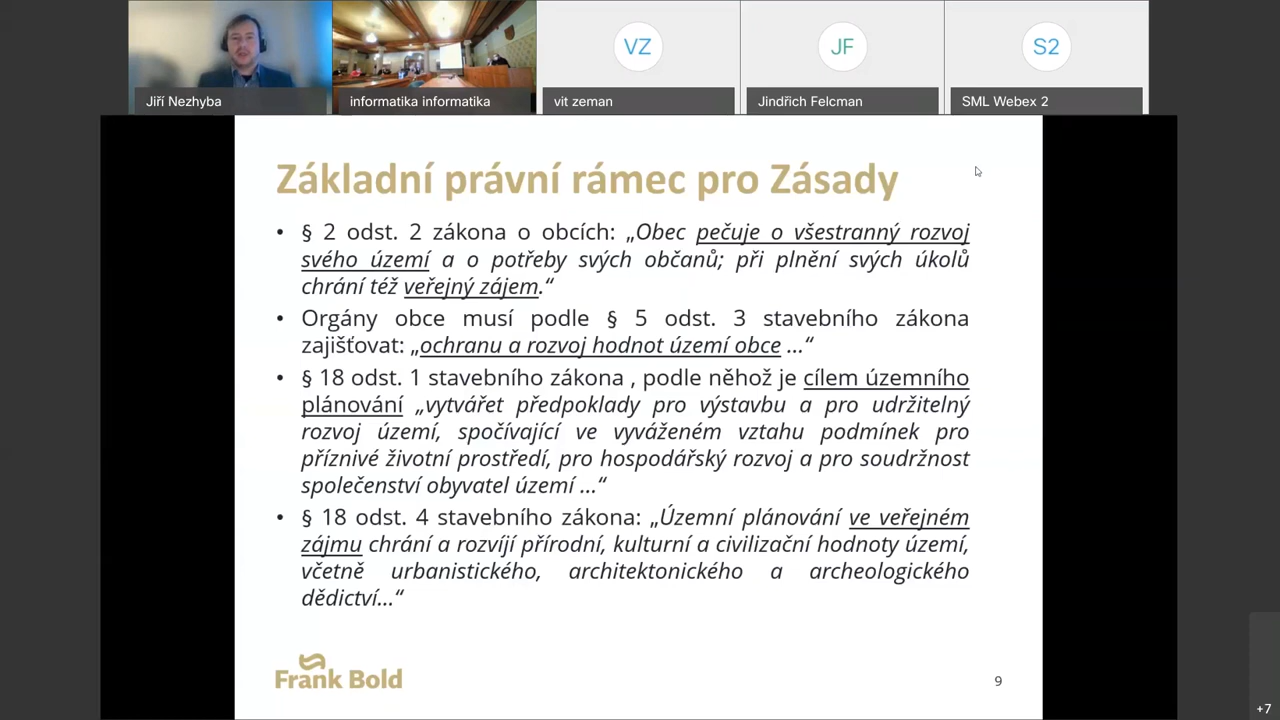 VZ
JF
S2
Jiří Nezhyba
informatika informatika
vit zeman
Jindřich Felcman
SML Webex 2
Základní právní rámec pro Zásady
• § 2 odst. 2 zákona o obcích: „Obec pečuje o všestranný rozvoj
svého území a o potřeby svých občanů; při plnění svých úkolů
chrání též veřejný zájem.“
• Orgány obce musí podle § 5 odst. 3 stavebního zákona
zajišťovat: „ochranu a rozvoj hodnot území obce ...“
• § 18 odst. 1 stavebního zákona , podle něhož je cílem územního
plánování „vytvářet předpoklady pro výstavbu a pro udržitelný
rozvoj území, spočívající ve vyváženém vztahu podmínek pro
příznivé životní prostředí, pro hospodářský rozvoj a pro soudržnost
společenství obyvatel území ...“
• § 18 odst. 4 stavebního zákona: „Územní plánování ve veřejném
zájmu chrání a rozvíjí přírodní, kulturní a civilizační hodnoty území,
včetně urbanistického, architektonického a archeologického
dědictví...“
Frank Bold
9
+7